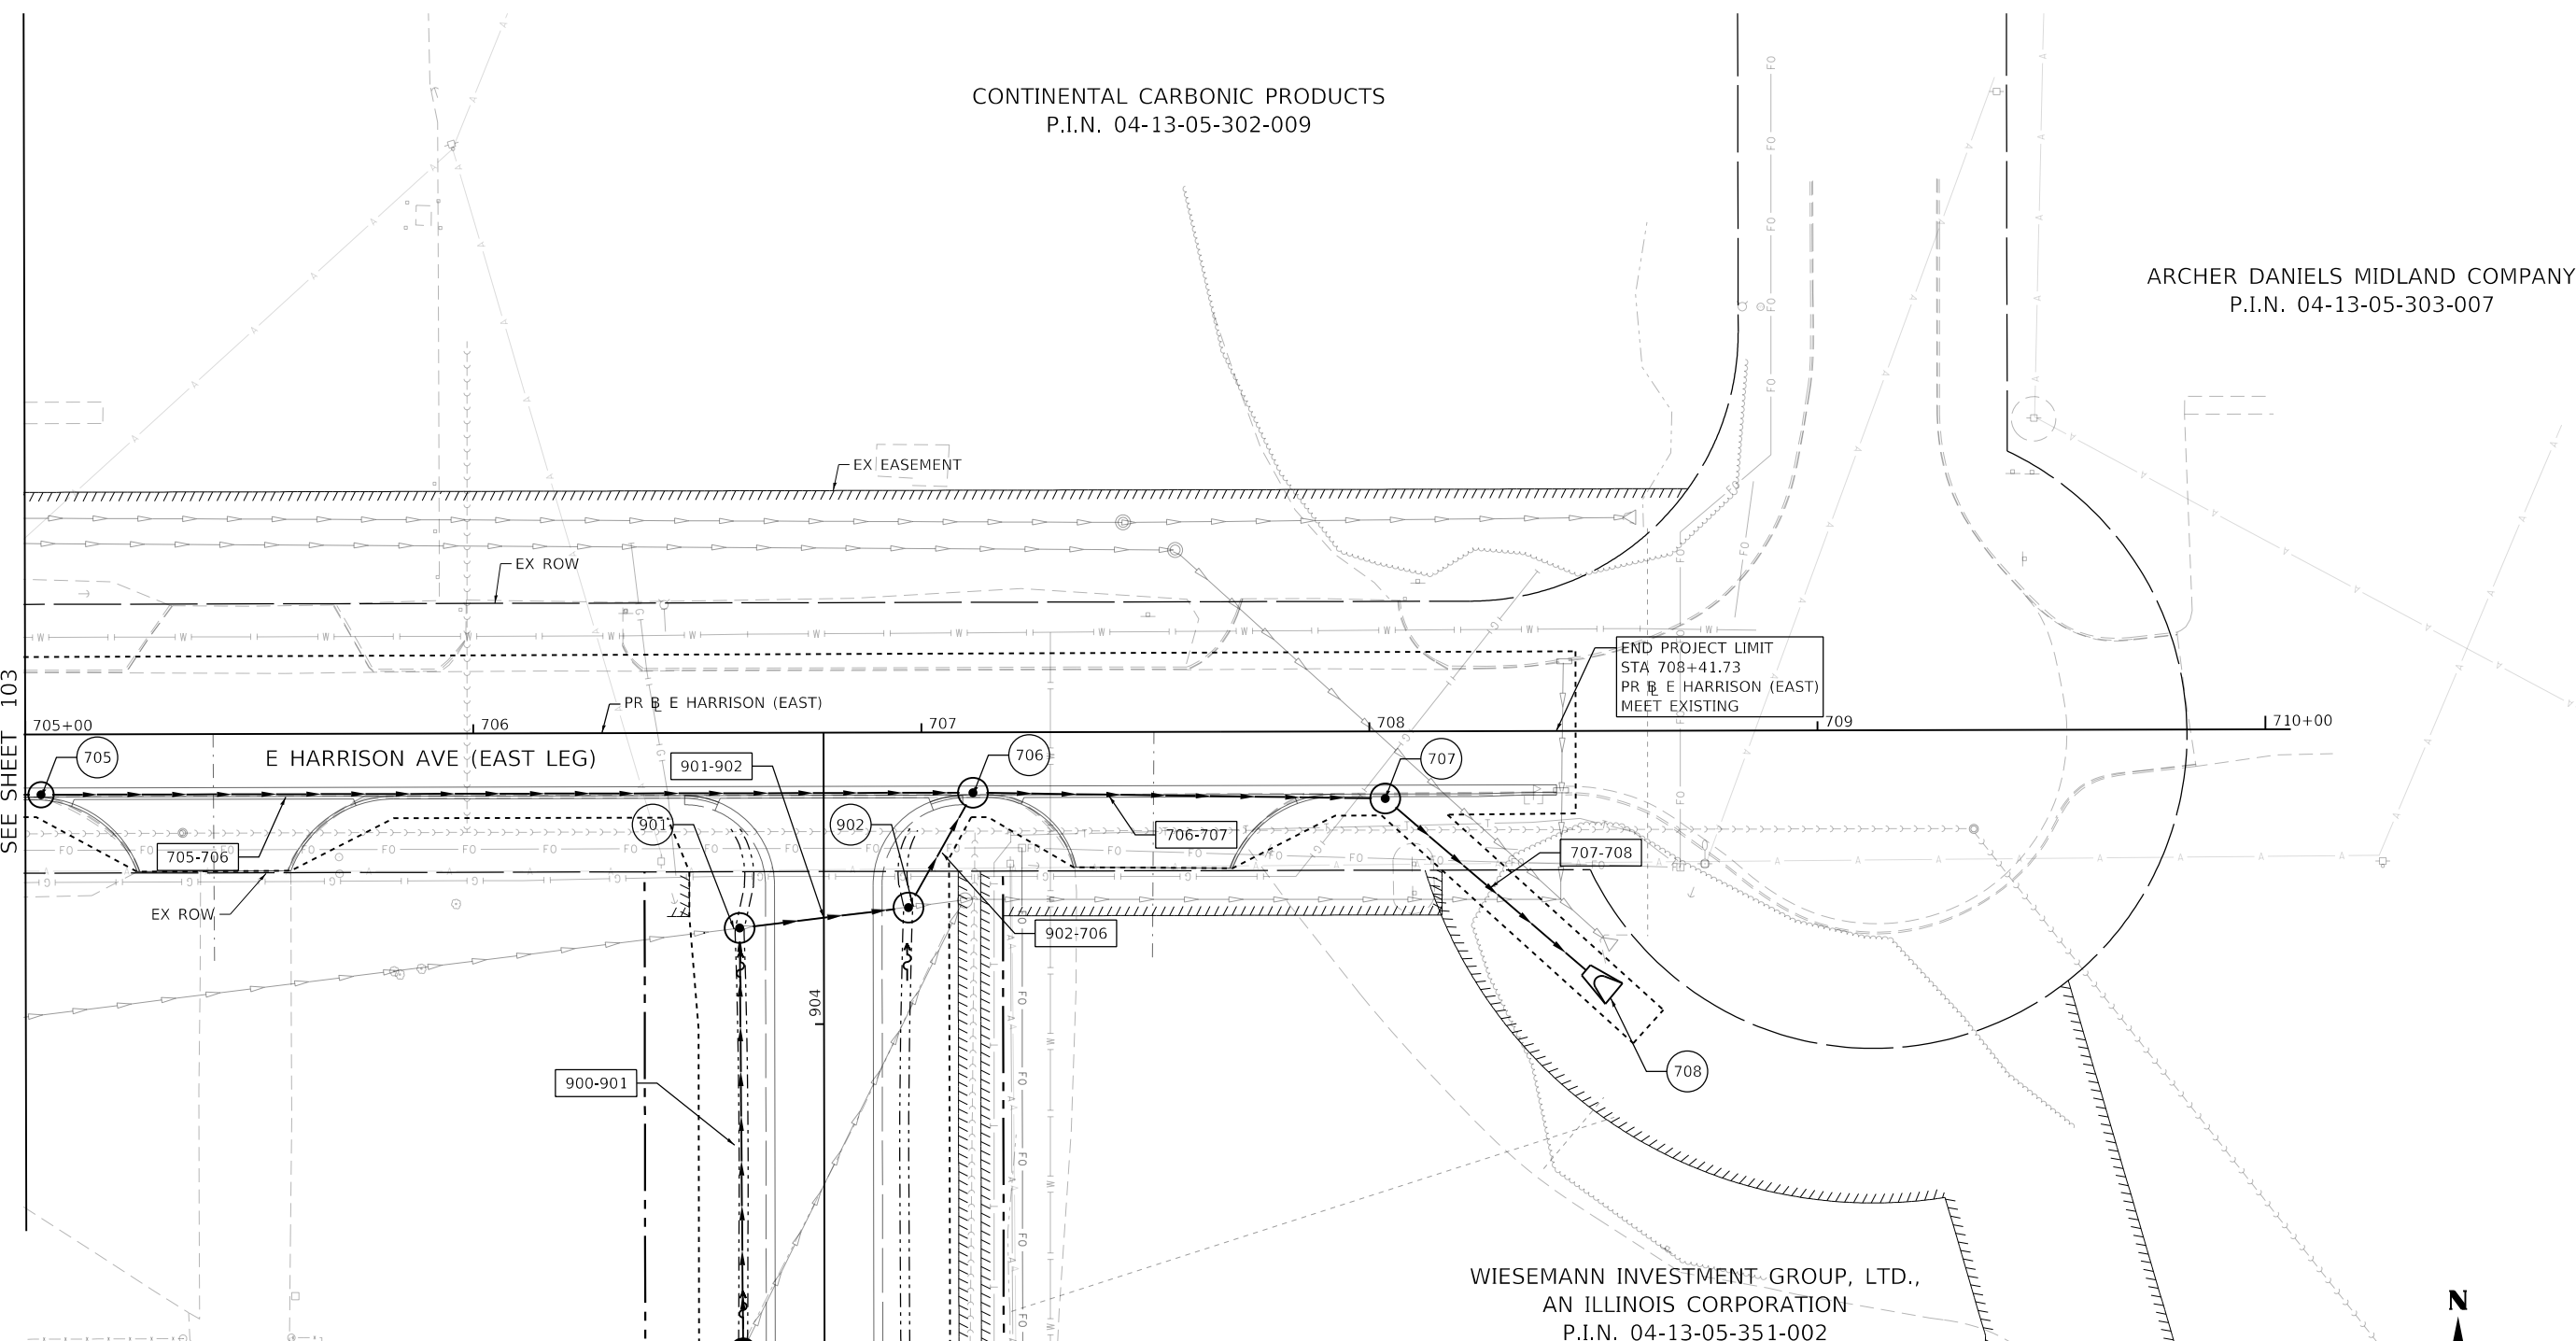 CONTINENTAL CARBONIC PRODUCTS
P.I.N. 04-13-05-302-009
ARCHER DANIELS MIDLAND COMPANY
P.I.N. 04-13-05-303-007
EX EASEMENT
EX ROW
END PROJECT LIMIT
STA 708+41.73
PR ℄ E HARRISON (EAST)
MEET EXISTING
PR ℄ E HARRISON (EAST)
SEE SHEET 103
705+00
706
707
708
709
710+00
E HARRISON AVE (EAST LEG)
705
901-902
706
707
901
902
706-707
705-706
707-708
EX ROW
902-706
904
900-901
708
WIESEMANN INVESTMENT GROUP, LTD.,
AN ILLINOIS CORPORATION
P.I.N. 04-13-05-351-002
N